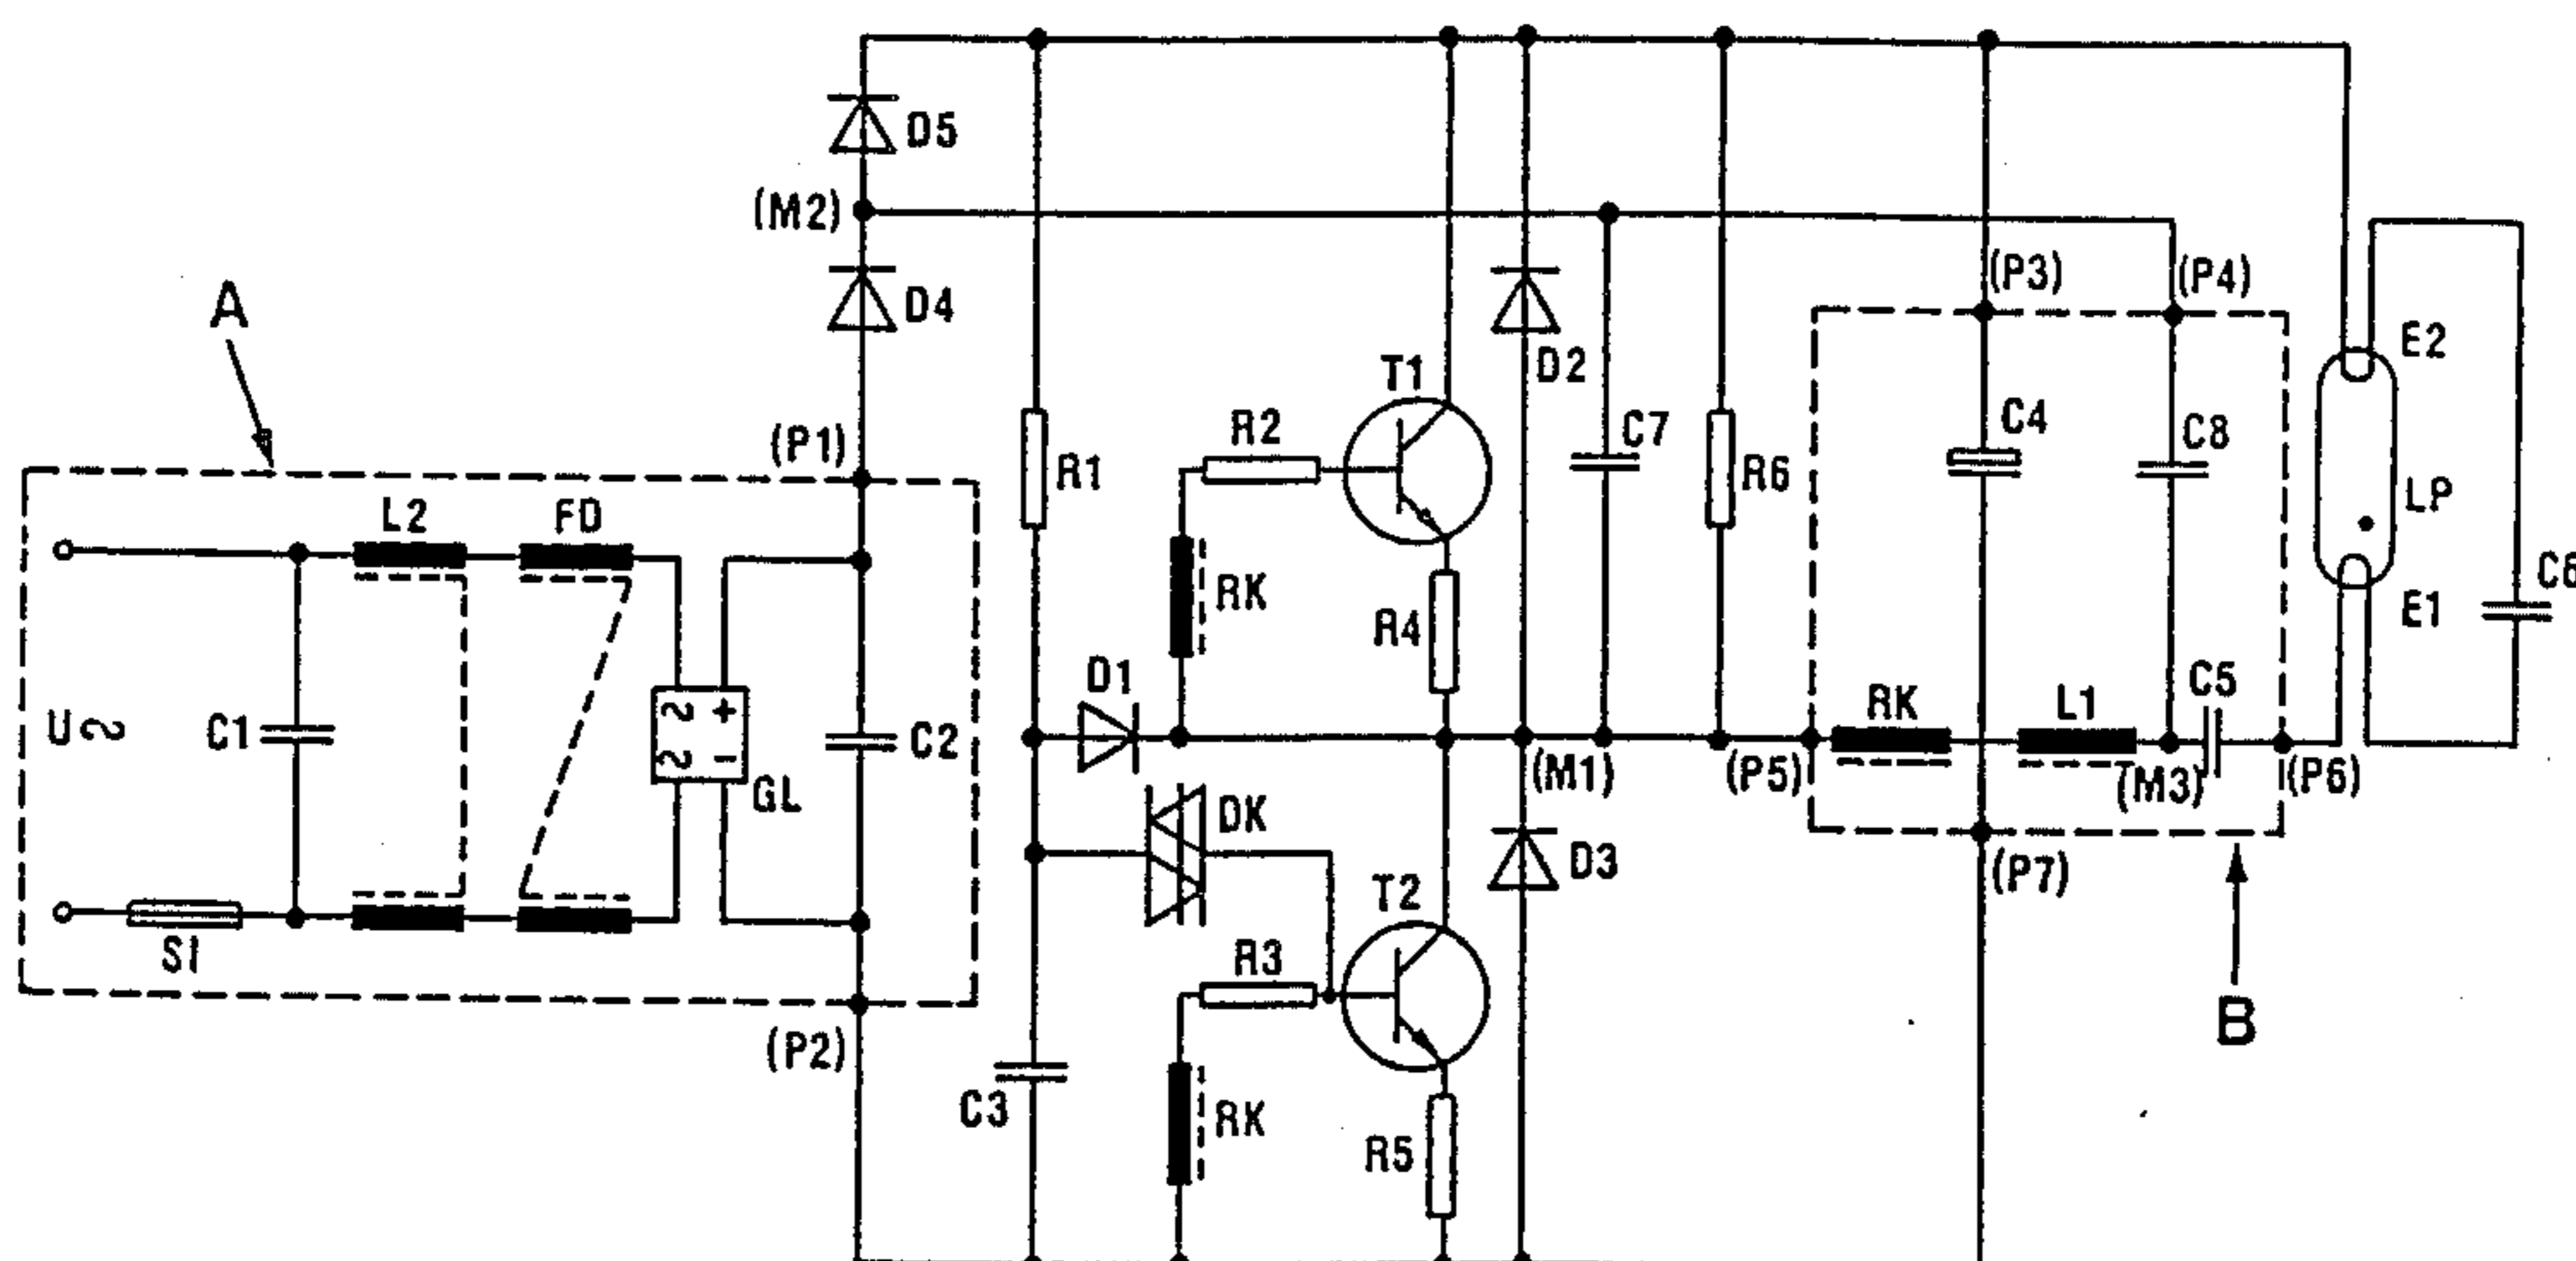 D5
(M2)
D4
A
(P1)
L2
FD
U
C1
GL
C2
SI
(P2)
R1
R2
T1
RK
R4
D1
DK
T2
R3
C3
RK
R5
D2
C7
R6
(M1)
(P5)
D3
(P3)
(P4)
C4
C8
RK
L1
C5
(M3)
(P6)
(P7)
B
E2
LP
E1
C6
+
-